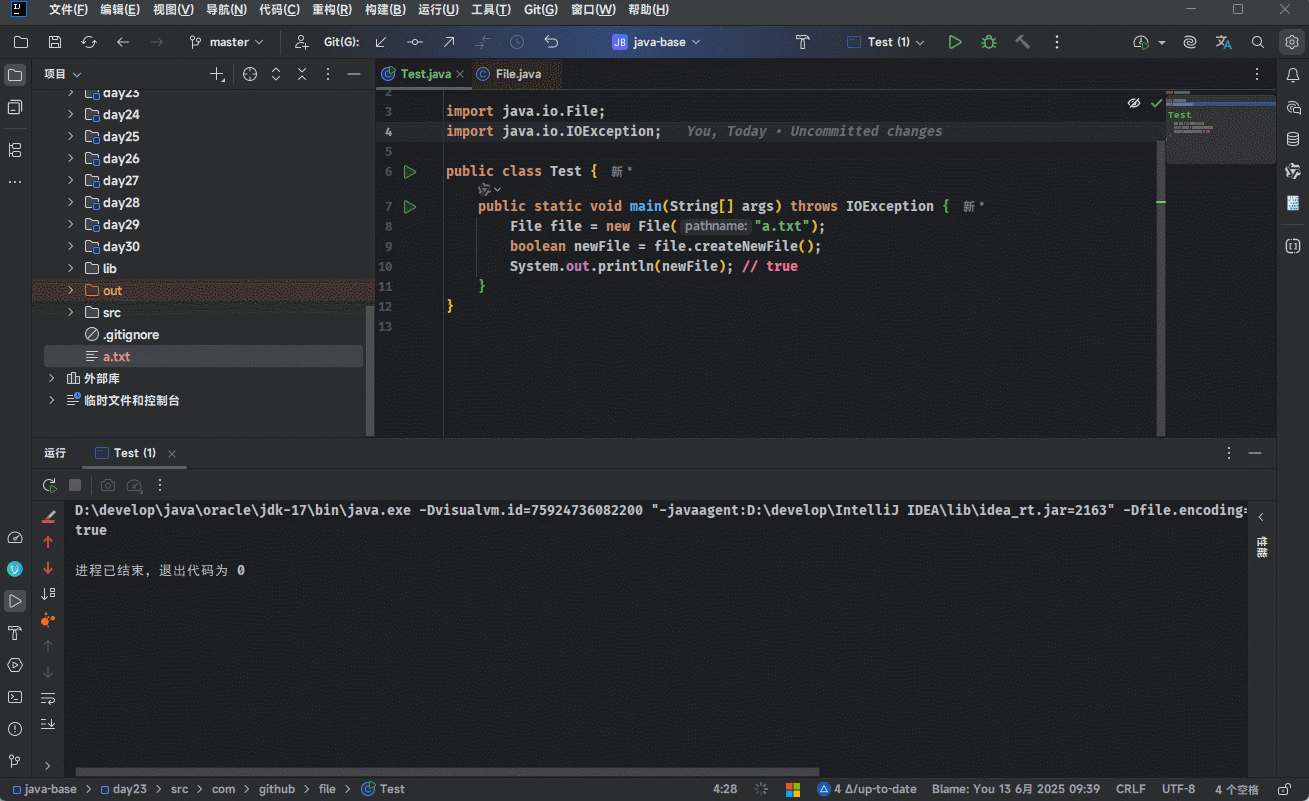 文件(F) 编辑(E) 视图(V) 导航(N) 代码(C) 重构(R) 构建(B) 运行(U) 工具(T) Git(G) 窗口(W) 帮助(H)
master Git(G): JB java-base Test (1)
项目
Test.java
File.java
day23
day24
day25
day26
day27
day28
day29
day30
lib
out
src
.gitignore
a.txt
外部库
临时文件和控制台
2
3 import java.io.File;
4 import java.io.IOException; You, Today • Uncommitted changes
5
6 public class Test { 新 *
7 public static void main(String[] args) throws IOException { 新 *
8 File file = new File( pathname: "a.txt");
9 boolean newFile = file.createNewFile();
10 System.out.println(newFile); // true
11 }
12 }
13
Test
运行 Test (1)
D:\develop\java\oracle\jdk-17\bin\java.exe -Dvisualvm.id=75924736082200 "-javaagent:D:\develop\IntelliJ IDEA\lib\idea_rt.jar=2163" -Dfile.encoding=
true
进程已结束，退出代码为 0
性能
java-base > day23 > src > com > github > file > Test
4:28 4 Δ/up-to-date Blame: You 13 6月 2025 09:39 CRLF UTF-8 4 个空格